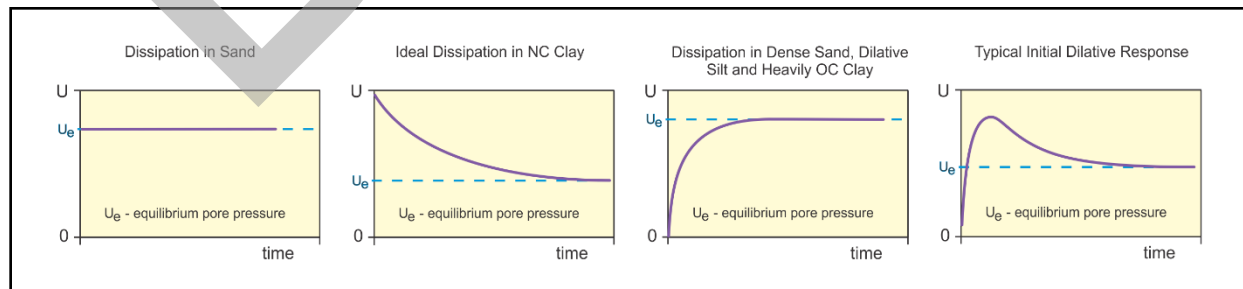 Dissipation in Sand
U
Ue
Ue - equilibrium pore pressure
0
time
Ideal Dissipation in NC Clay
U
Ue
Ue - equilibrium pore pressure
0
time
Dissipation in Dense Sand, Dilative
Silt and Heavily OC Clay
U
Ue
Ue - equilibrium pore pressure
0
time
Typical Initial Dilative Response
U
Ue
Ue - equilibrium pore pressure
0
time